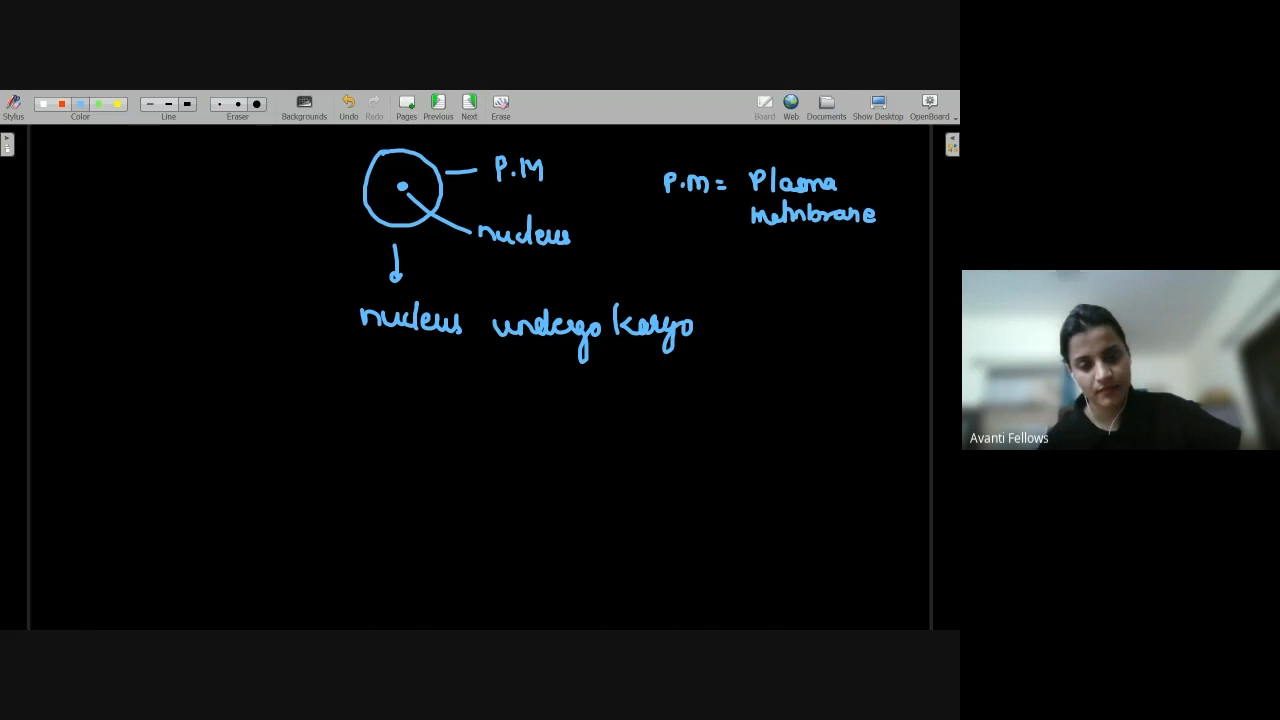 Stylus
Color
Line
Eraser
Backgrounds
Undo
Redo
Pages
Previous
Next
Erase
Board
Web
Documents
Show Desktop
OpenBoard
P.M
nucleus
P.M = Plasma
membrane
nucleus undergo karyo
Avanti Fellows